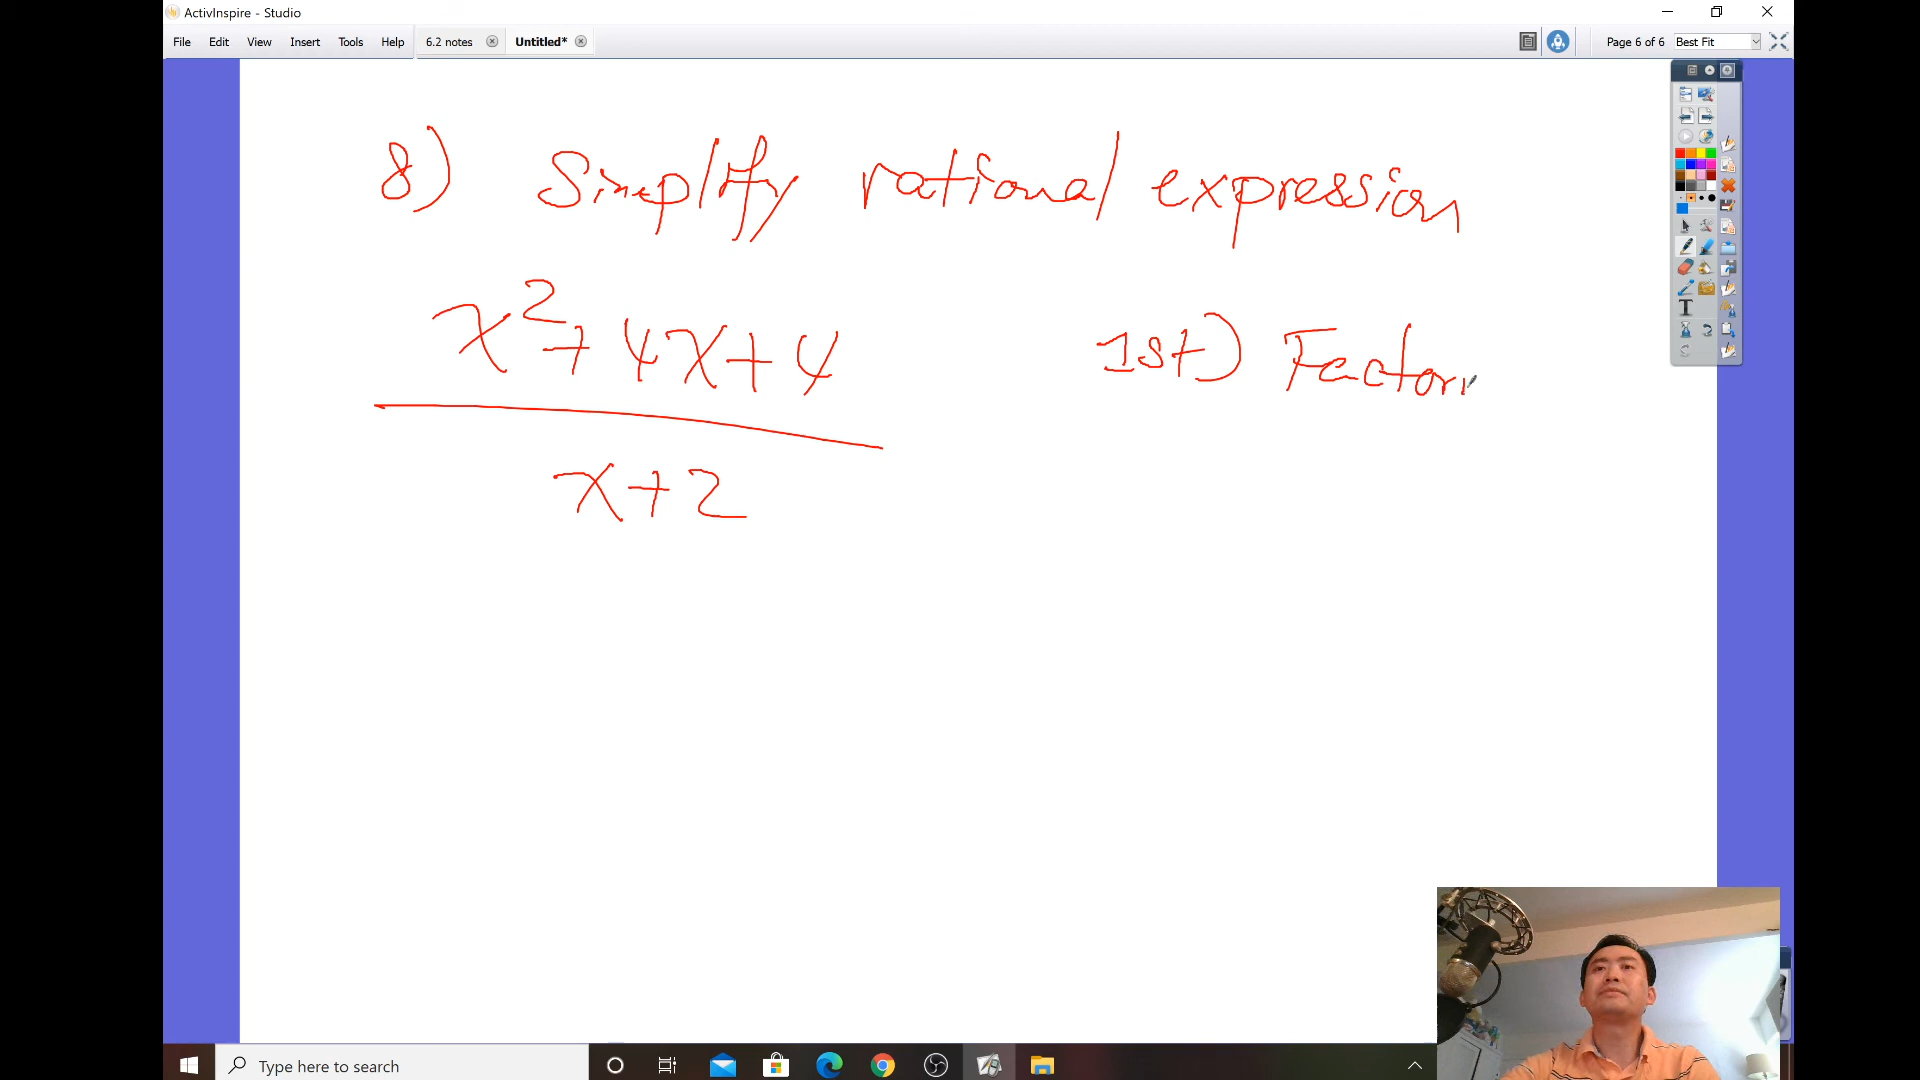 ActivInspire - Studio
File Edit View Insert Tools Help 6.2 notes Untitled* Page 6 of 6 Best Fit
8) Simplify rational expression
x² + 4x + 4
x + 2
1st) Factori
Type here to search